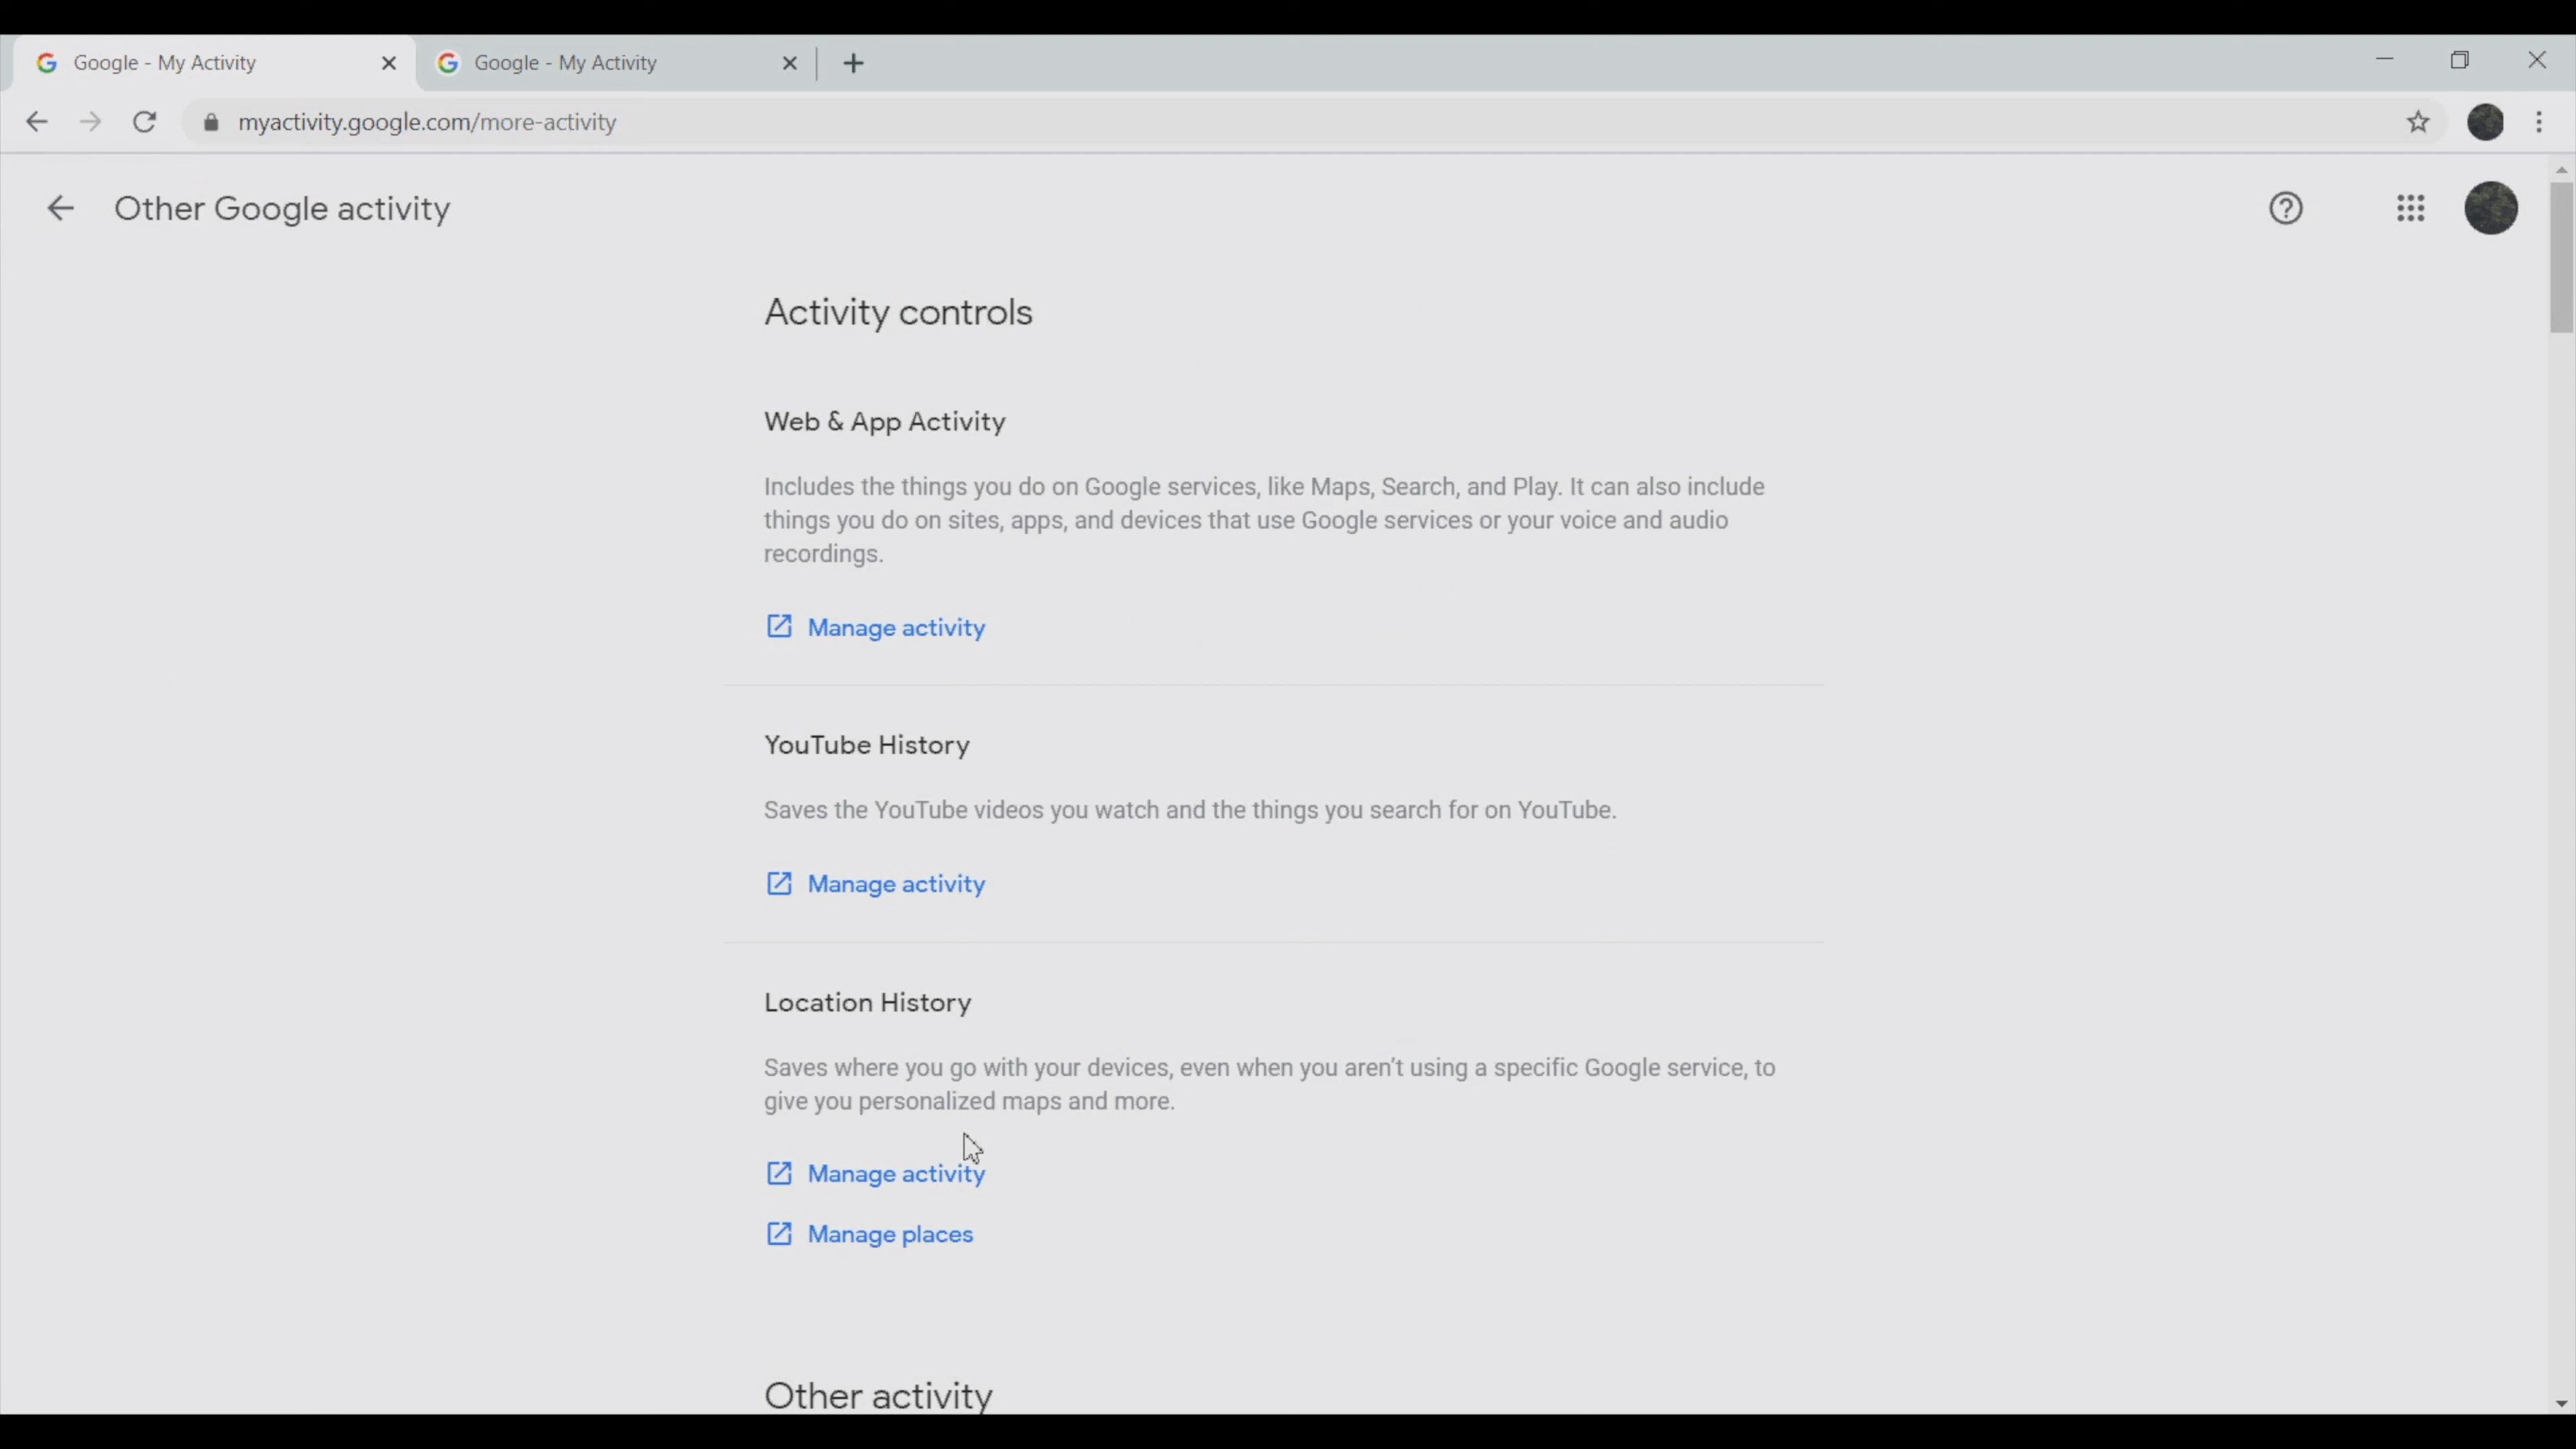 Google - My Activity
Google - My Activity
myactivity.google.com/more-activity
Other Google activity
Activity controls
Web & App Activity
Includes the things you do on Google services, like Maps, Search, and Play. It can also include
things you do on sites, apps, and devices that use Google services or your voice and audio
recordings.
Manage activity
YouTube History
Saves the YouTube videos you watch and the things you search for on YouTube.
Manage activity
Location History
Saves where you go with your devices, even when you aren't using a specific Google service, to
give you personalized maps and more.
Manage activity
Manage places
Other activity